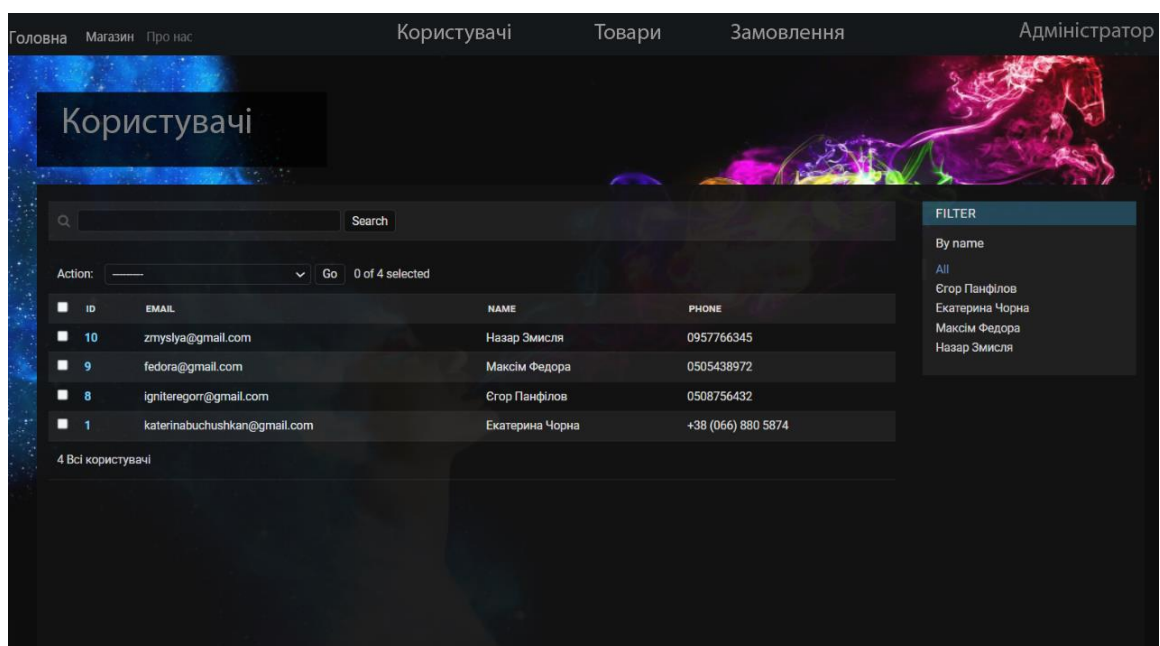 Головна Магазин Про нас Користувачі Товари Замовлення Адміністратор
Користувачі
Search
FILTER
By name
All
Єгор Панфілов
Екатерина Чорна
Максім Федора
Назар Змисля
Action: --------- Go 0 of 4 selected
ID EMAIL NAME PHONE
10 zmyslya@gmail.com Назар Змисля 0957766345
9 fedora@gmail.com Максім Федора 0505438972
8 igniteregorr@gmail.com Єгор Панфілов 0508756432
1 katerinabuchushkan@gmail.com Екатерина Чорна +38 (066) 880 5874
4 Всі користувачі